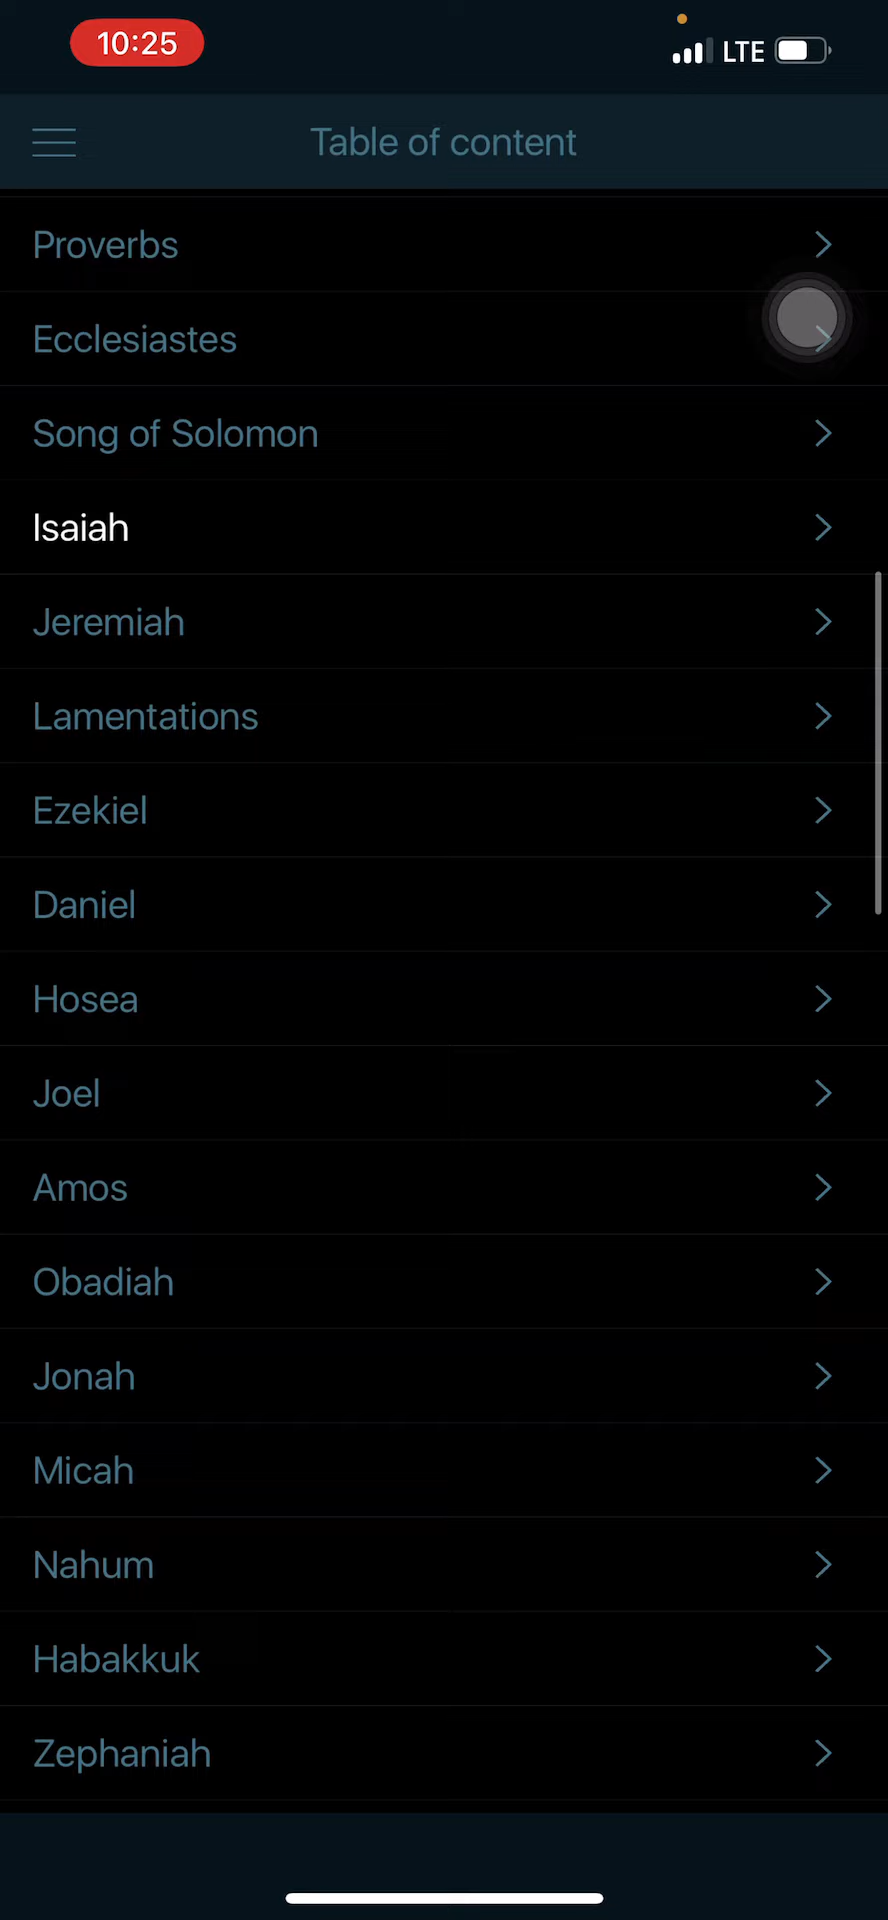 10:25
LTE
Table of content
Proverbs
Ecclesiastes
Song of Solomon
Isaiah
Jeremiah
Lamentations
Ezekiel
Daniel
Hosea
Joel
Amos
Obadiah
Jonah
Micah
Nahum
Habakkuk
Zephaniah